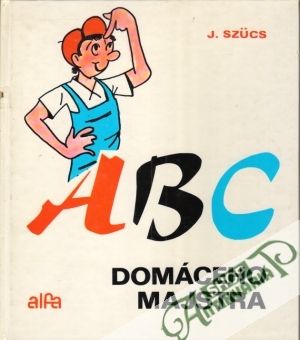 J. SZÜCS
ABC
DOMÁCEHO
MAJSTRA
alfa